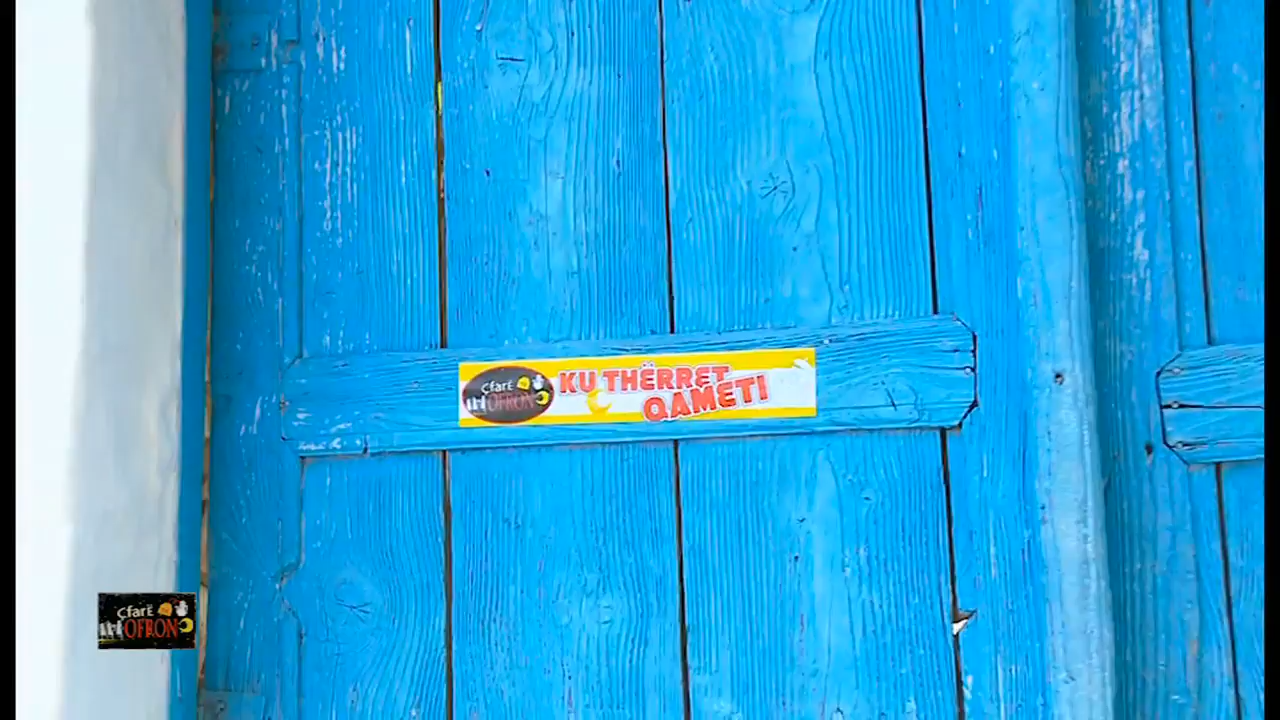 çfarË
OFRON
KU THËRRET
QAMETI
çfarË
OFRON